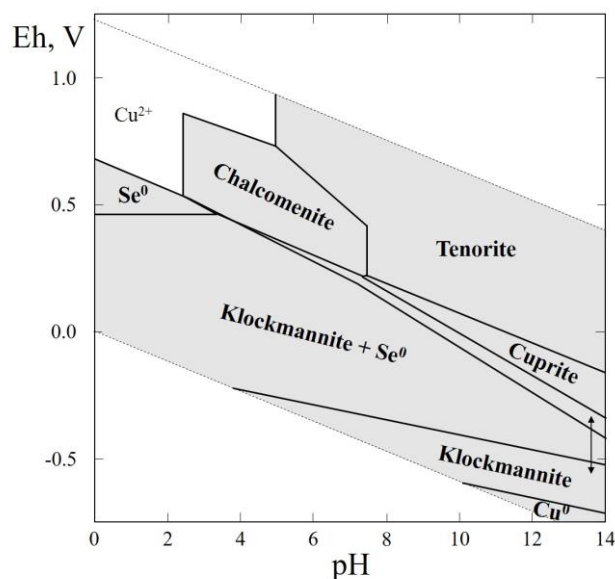 Eh, V
1.0
Cu²⁺
Chalcomenite
Se⁰
0.5
Tenorite
Klockmannite + Se⁰
0.0
Cuprite
-0.5
Klockmannite
Cu⁰
0 2 4 6 8 10 12 14
pH